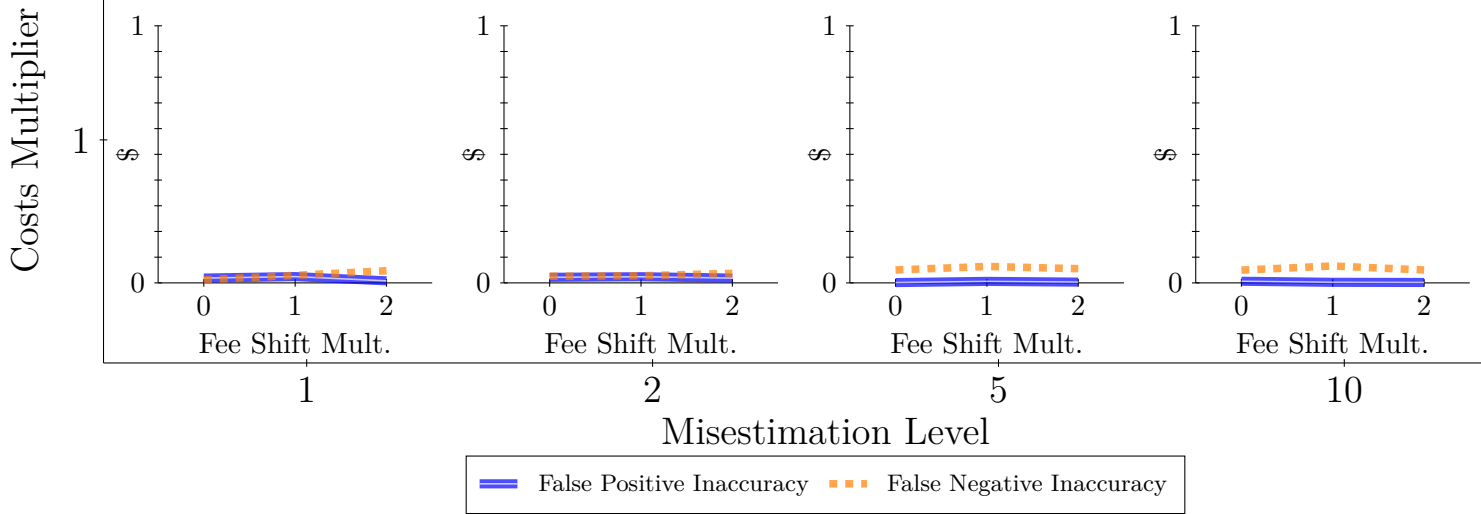 Costs Multiplier
1
1
$
0
0 1 2
Fee Shift Mult.
1
$
0
0 1 2
Fee Shift Mult.
1
$
0
0 1 2
Fee Shift Mult.
1
$
0
0 1 2
Fee Shift Mult.
1 2 5 10
Misestimation Level
False Positive Inaccuracy False Negative Inaccuracy